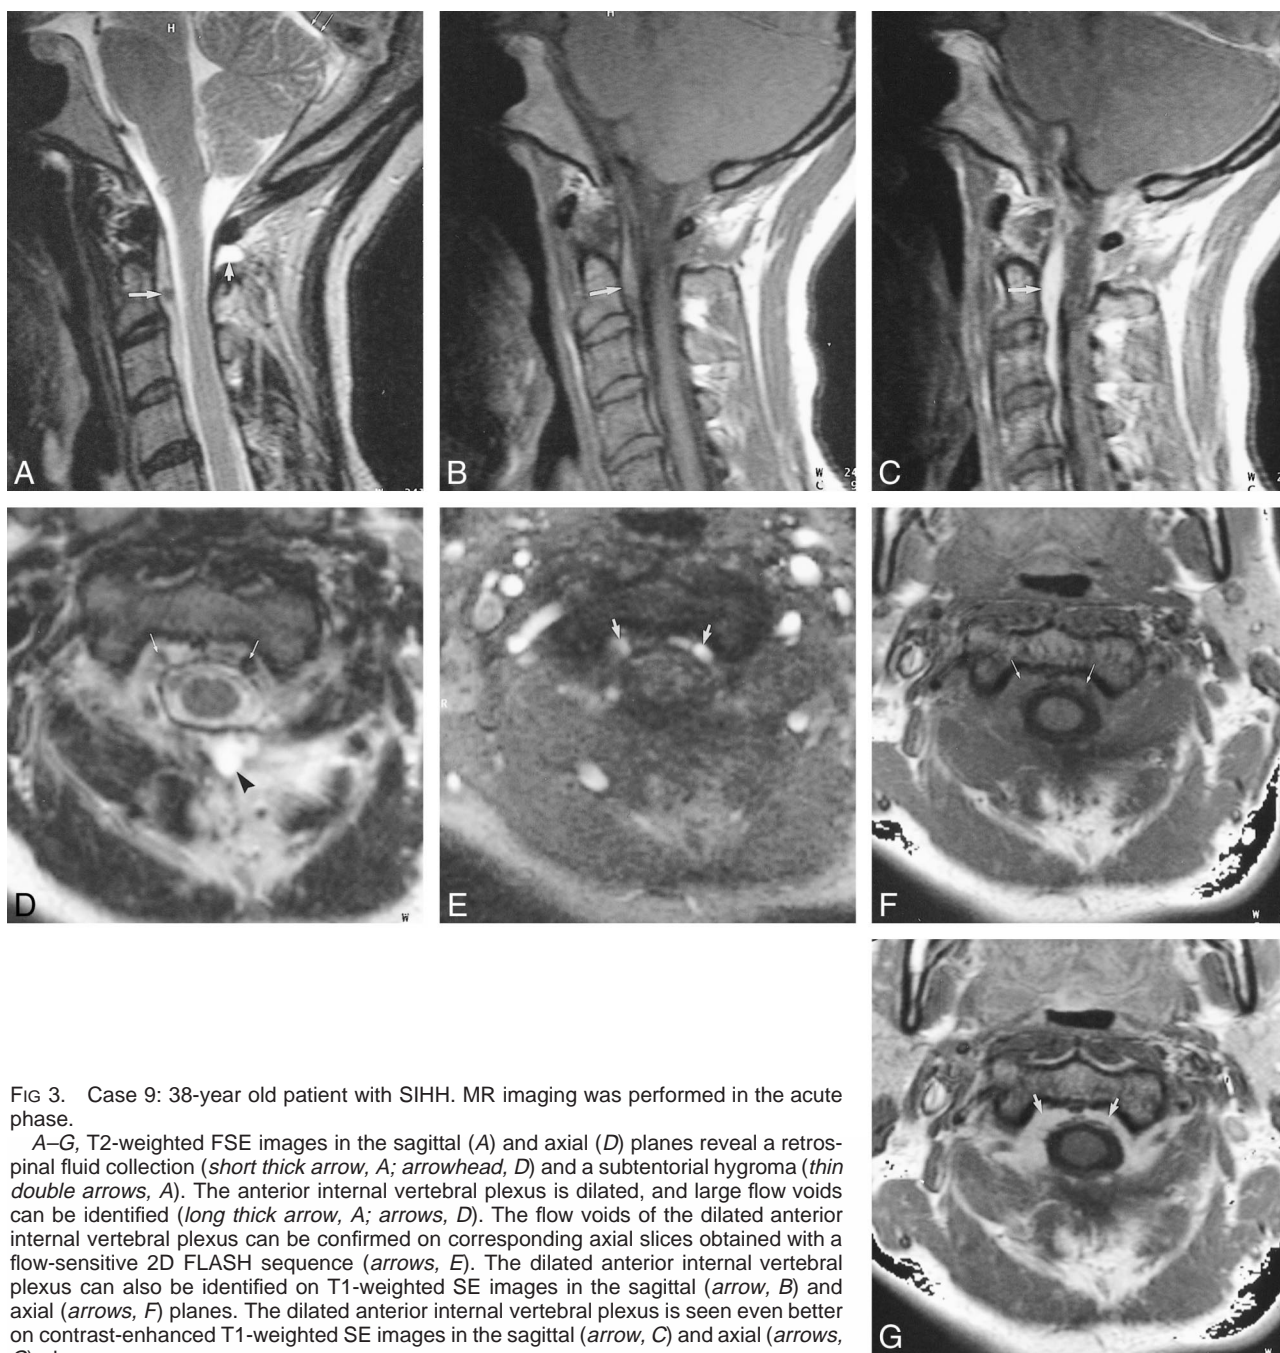 H
H
W 24
C 9
W 2
C
A
B
C
D
E
F
R
W
W
G
W
FIG 3. Case 9: 38-year old patient with SIHH. MR imaging was performed in the acute
phase.
A–G, T2-weighted FSE images in the sagittal (A) and axial (D) planes reveal a retros-
pinal fluid collection (short thick arrow, A; arrowhead, D) and a subtentorial hygroma (thin
double arrows, A). The anterior internal vertebral plexus is dilated, and large flow voids
can be identified (long thick arrow, A; arrows, D). The flow voids of the dilated anterior
internal vertebral plexus can be confirmed on corresponding axial slices obtained with a
flow-sensitive 2D FLASH sequence (arrows, E). The dilated anterior internal vertebral
plexus can also be identified on T1-weighted SE images in the sagittal (arrow, B) and
axial (arrows, F) planes. The dilated anterior internal vertebral plexus is seen even better
on contrast-enhanced T1-weighted SE images in the sagittal (arrow, C) and axial (arrows,